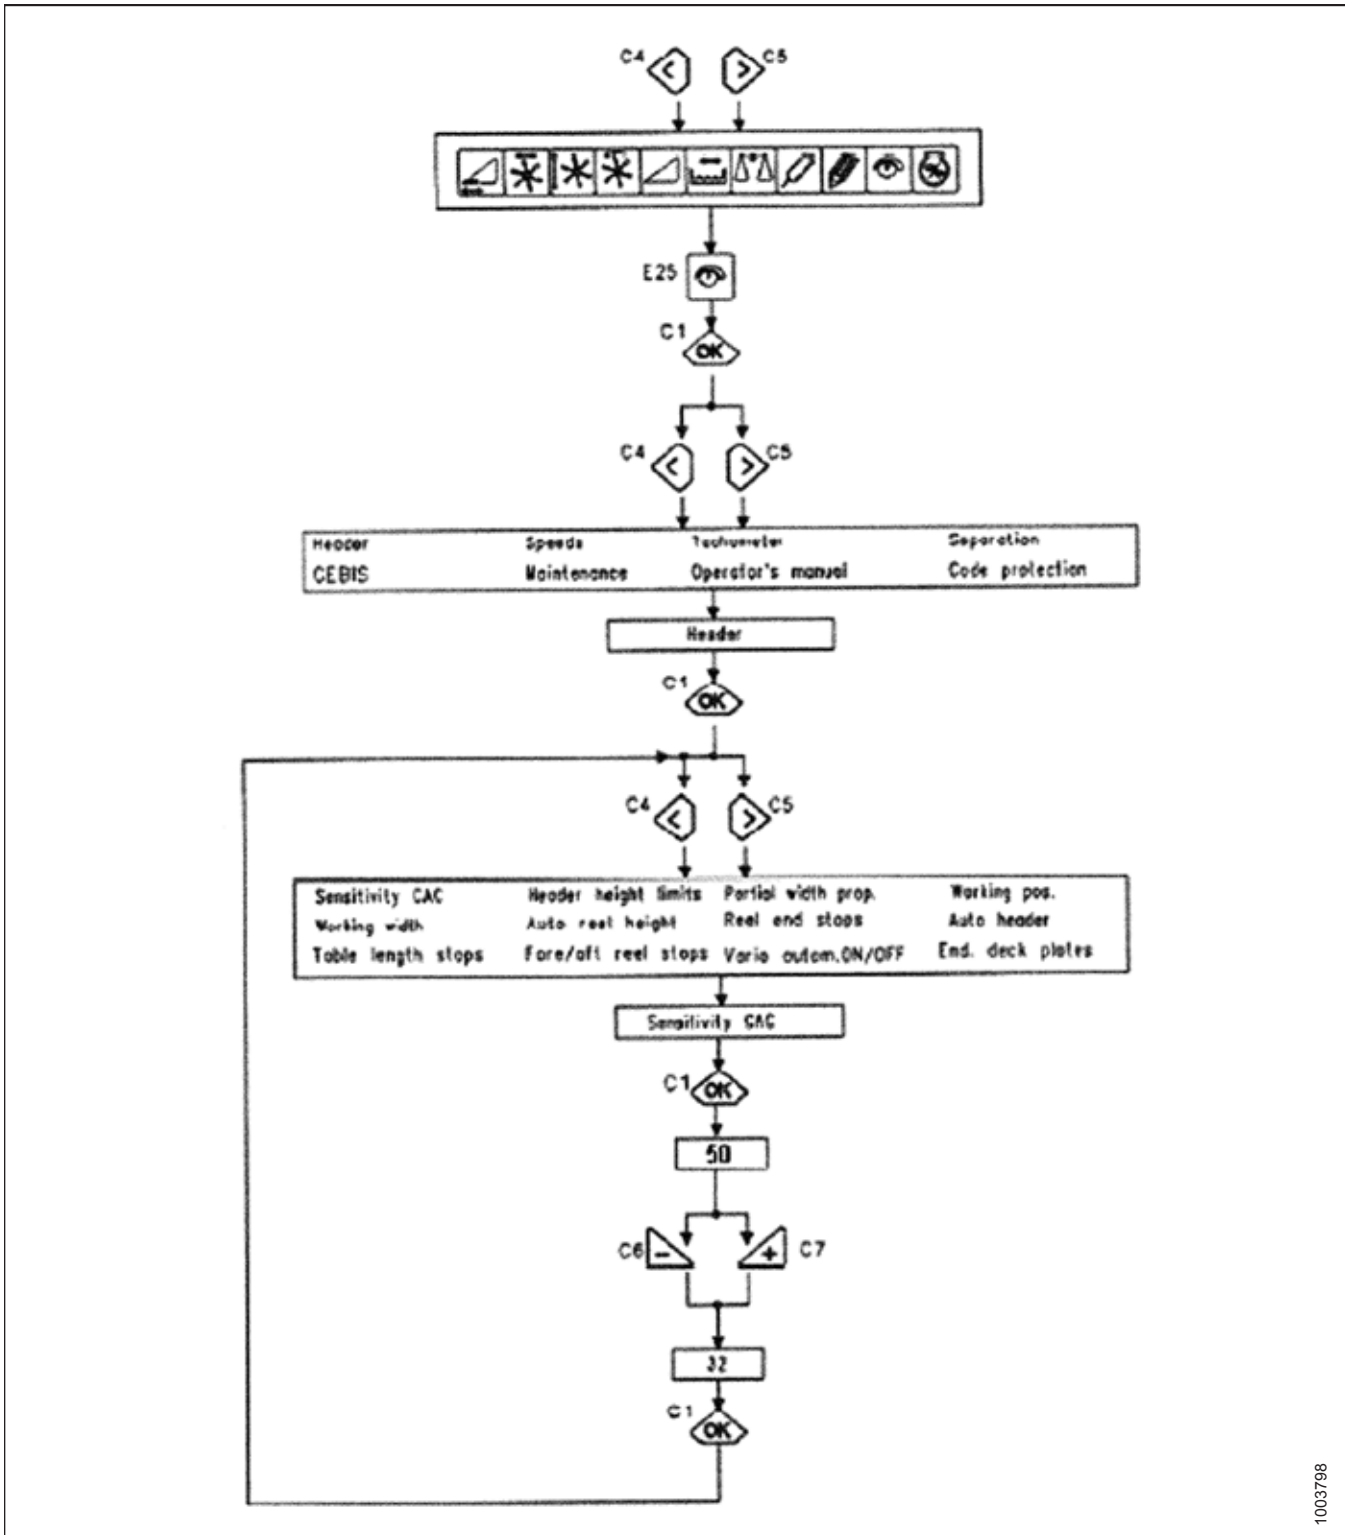 C4 < > C5
E25
C1 OK
C4 < > C5
Header Speeds Tachometer Separation
CEBIS Maintenance Operator's manual Code protection
Header
C1 OK
C4 < > C5
Sensitivity CAC Header height limits Partial width prop. Working pos.
Working width Auto reel height Reel end stops Auto header
Table length stops Fore/aft reel stops Vario autom.ON/OFF End. deck plates
Sensitivity CAC
C1 OK
50
C6 - + C7
32
C1 OK
1003798